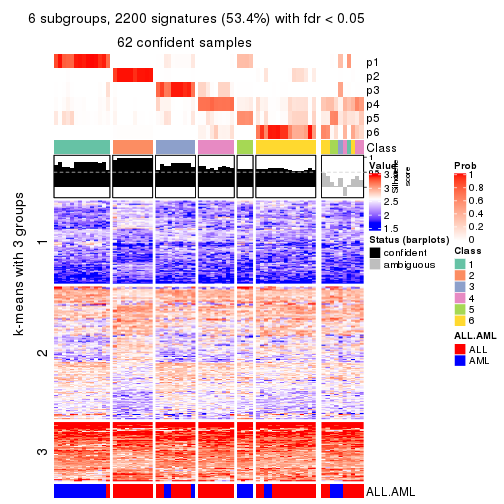 6 subgroups, 2200 signatures (53.4%) with fdr < 0.05
62 confident samples
p1
p2
p3
p4
p5
p6
Class
1
Value
3.5
3
2.5
2
1.5
Silhouette
score
Status (barplots)
confident
ambiguous
Prob
1
0.8
0.6
0.4
0.2
0
Class
1
2
3
4
5
6
ALL.AML
ALL
AML
k-means with 3 groups
1
2
3
ALL.AML